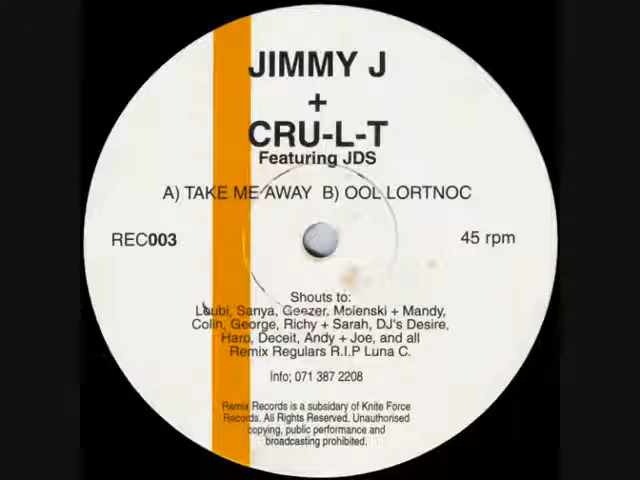 JIMMY J
+
CRU-L-T
Featuring JDS
A) TAKE ME AWAY B) OOL LORTNOC
REC003 45 rpm
Shouts to:
Loubi, Sanya, Geezer, Moienski + Mandy,
Colin, George, Richy + Sarah, DJ's Desire,
Haro, Deceit, Andy + Joe, and all
Remix Regulars R.I.P Luna C.
Info; 071 387 2208
Remix Records is a subsidary of Knite Force
Records. All Rights Reserved. Unauthorised
copying, public performance and
broadcasting prohibited.